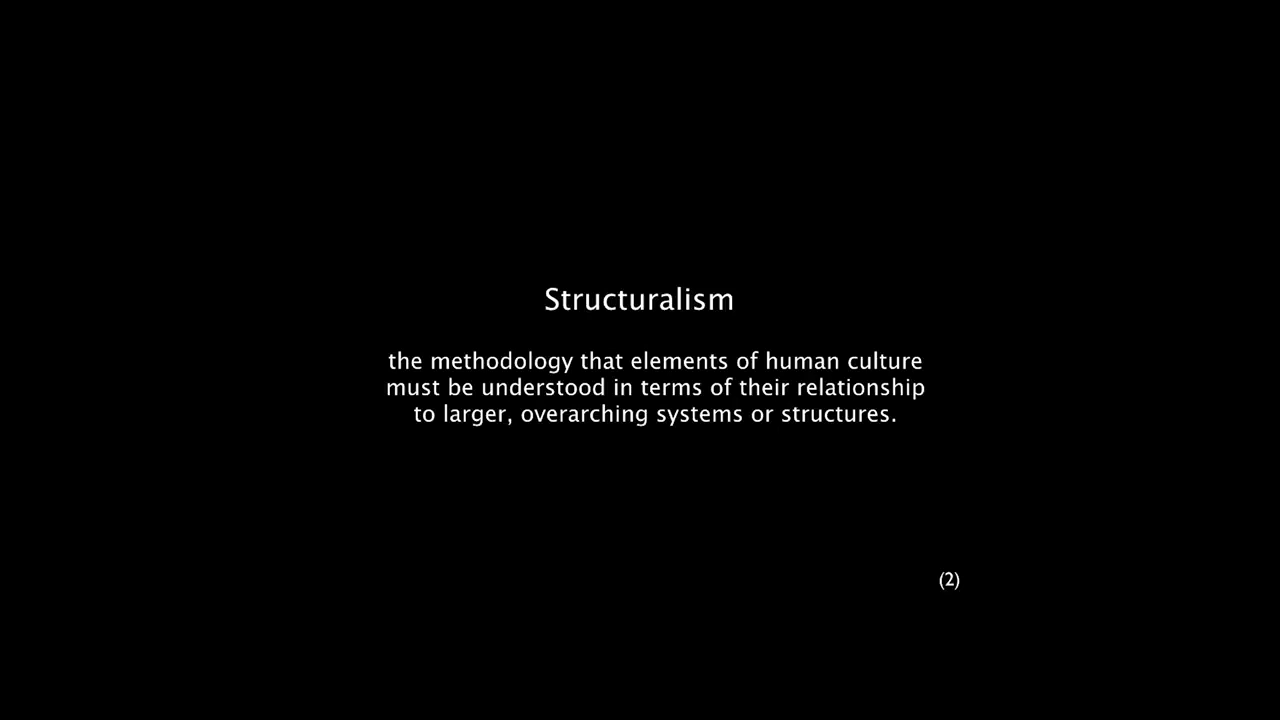 Structuralism
the methodology that elements of human culture
must be understood in terms of their relationship
to larger, overarching systems or structures.
(2)